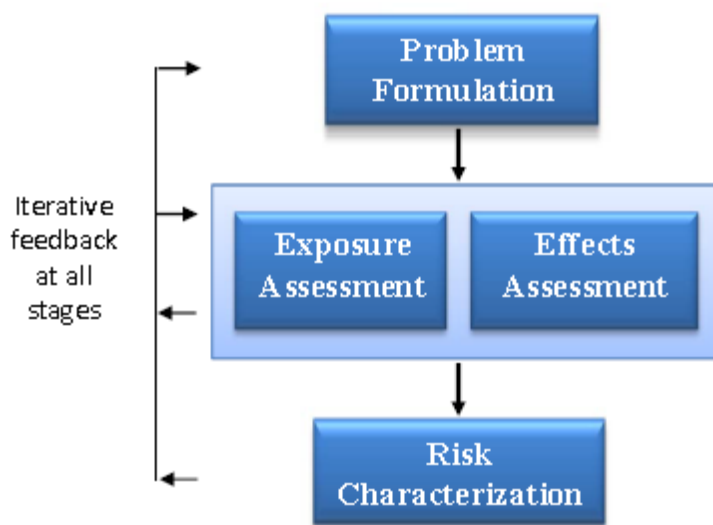 Problem
Formulation
Iterative
feedback
at all
stages
Exposure
Assessment
Effects
Assessment
Risk
Characterization